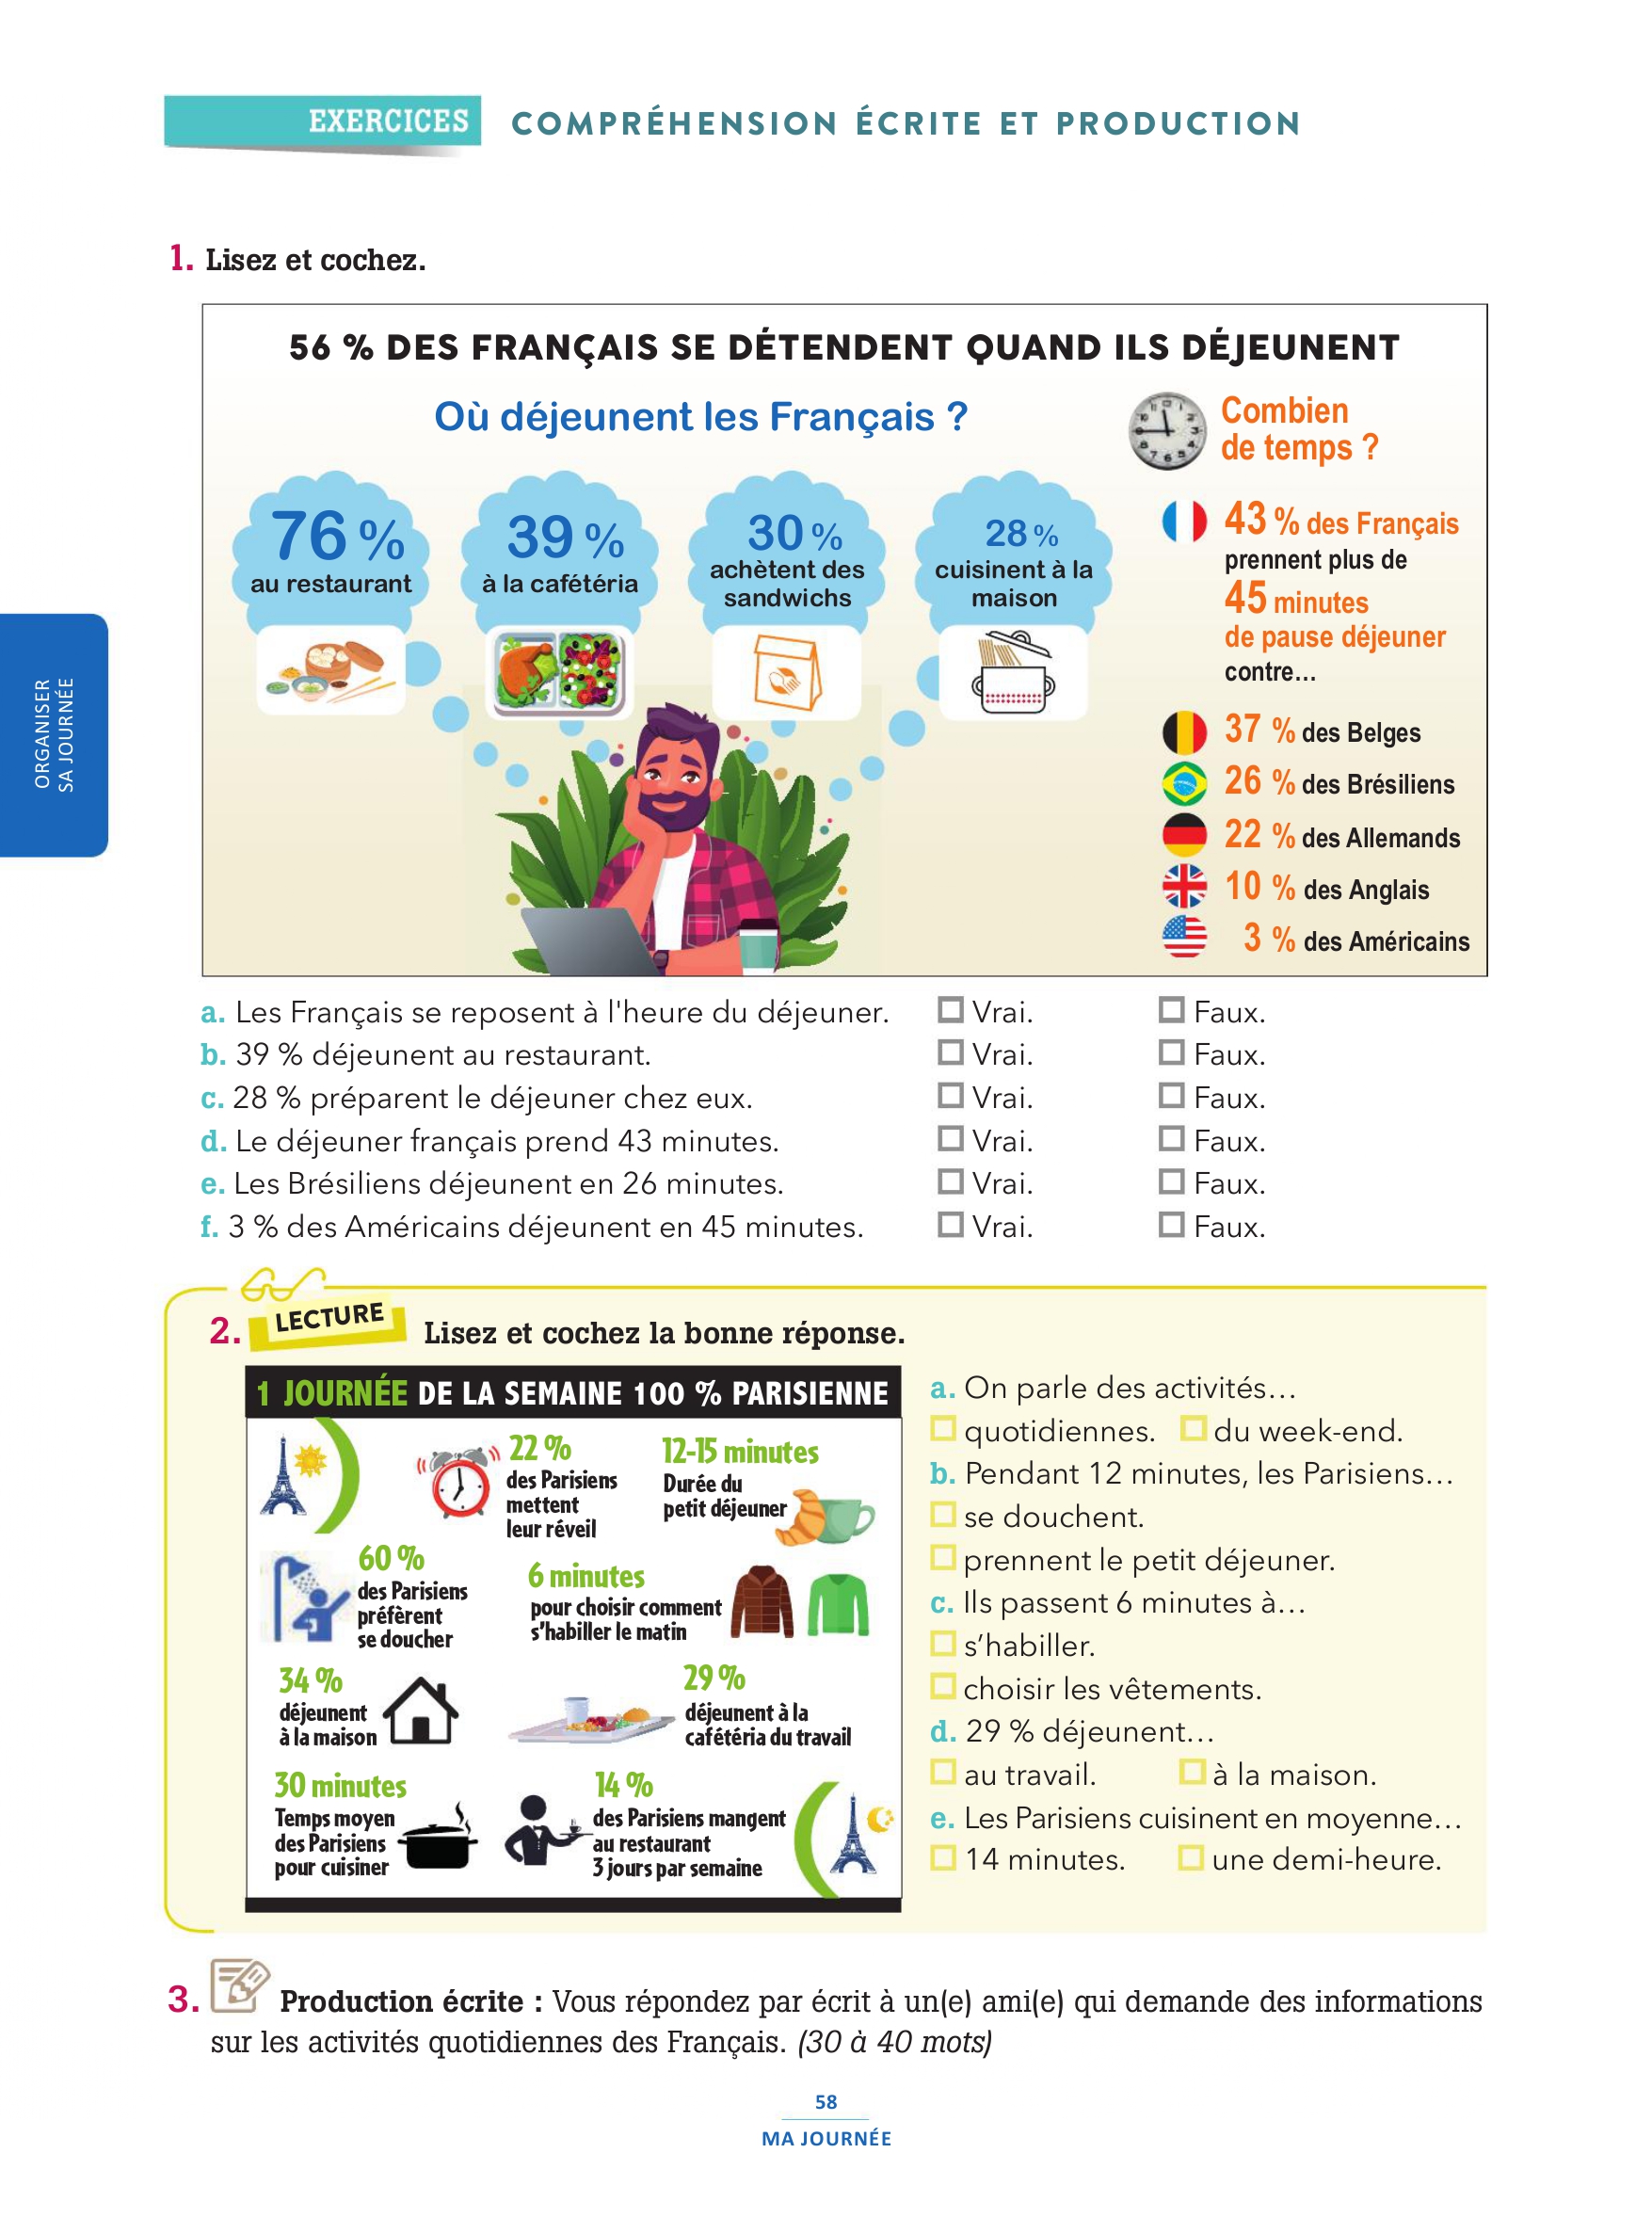 EXERCICES
COMPRÉHENSION ÉCRITE ET PRODUCTION
1. Lisez et cochez.
56 % DES FRANÇAIS SE DÉTENDENT QUAND ILS DÉJEUNENT
Où déjeunent les Français ?
76 %
au restaurant
39 %
à la cafétéria
30 %
achètent des
sandwichs
28 %
cuisinent à la
maison
Combien
de temps ?
43 % des Français
prennent plus de
45 minutes
de pause déjeuner
contre...
37 % des Belges
26 % des Brésiliens
22 % des Allemands
10 % des Anglais
3 % des Américains
ORGANISER
SA JOURNÉE
a. Les Français se reposent à l'heure du déjeuner. Vrai. Faux.
b. 39 % déjeunent au restaurant. Vrai. Faux.
c. 28 % préparent le déjeuner chez eux. Vrai. Faux.
d. Le déjeuner français prend 43 minutes. Vrai. Faux.
e. Les Brésiliens déjeunent en 26 minutes. Vrai. Faux.
f. 3 % des Américains déjeunent en 45 minutes. Vrai. Faux.
2. LECTURE Lisez et cochez la bonne réponse.
1 JOURNÉE DE LA SEMAINE 100 % PARISIENNE
22 %
des Parisiens
mettent
leur réveil
12-15 minutes
Durée du
petit déjeuner
60 %
des Parisiens
préfèrent
se doucher
6 minutes
pour choisir comment
s'habiller le matin
34 %
déjeunent
à la maison
29 %
déjeunent à la
cafétéria du travail
30 minutes
Temps moyen
des Parisiens
pour cuisiner
14 %
des Parisiens mangent
au restaurant
3 jours par semaine
a. On parle des activités...
quotidiennes. du week-end.
b. Pendant 12 minutes, les Parisiens...
se douchent.
prennent le petit déjeuner.
c. Ils passent 6 minutes à...
s'habiller.
choisir les vêtements.
d. 29 % déjeunent...
au travail. à la maison.
e. Les Parisiens cuisinent en moyenne...
14 minutes. une demi-heure.
3. Production écrite : Vous répondez par écrit à un(e) ami(e) qui demande des informations
sur les activités quotidiennes des Français. (30 à 40 mots)
58
MA JOURNÉE